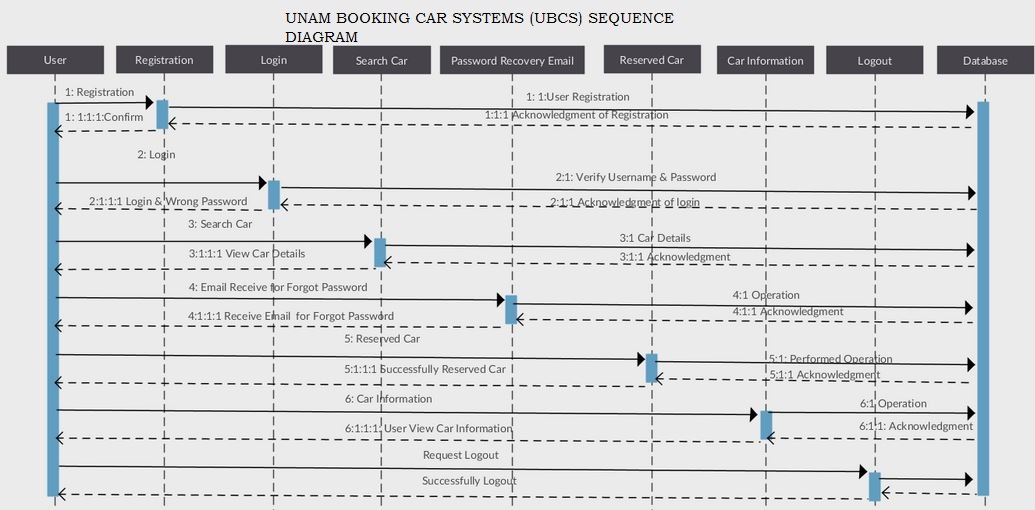 UNAM BOOKING CAR SYSTEMS (UBCS) SEQUENCE
DIAGRAM
User
Registration
Login
Search Car
Password Recovery Email
Reserved Car
Car Information
Logout
Database
1: Registration
1: 1:User Registration
1: 1:1:1:Confirm
1:1:1 Acknowledgment of Registration
2: Login
2:1: Verify Username & Password
2:1:1:1 Login & Wrong Password
2:1:1 Acknowledgment of login
3: Search Car
3:1 Car Details
3:1:1:1 View Car Details
3:1:1 Acknowledgment
4: Email Receive for Forgot Password
4:1 Operation
4:1:1:1 Receive Email for Forgot Password
4:1:1 Acknowledgment
5: Reserved Car
5:1: Performed Operation
5:1:1:1 Successfully Reserved Car
5:1:1 Acknowledgment
6: Car Information
6:1 Operation
6:1:1:1: User View Car Information
6:1:1: Acknowledgment
Request Logout
Successfully Logout